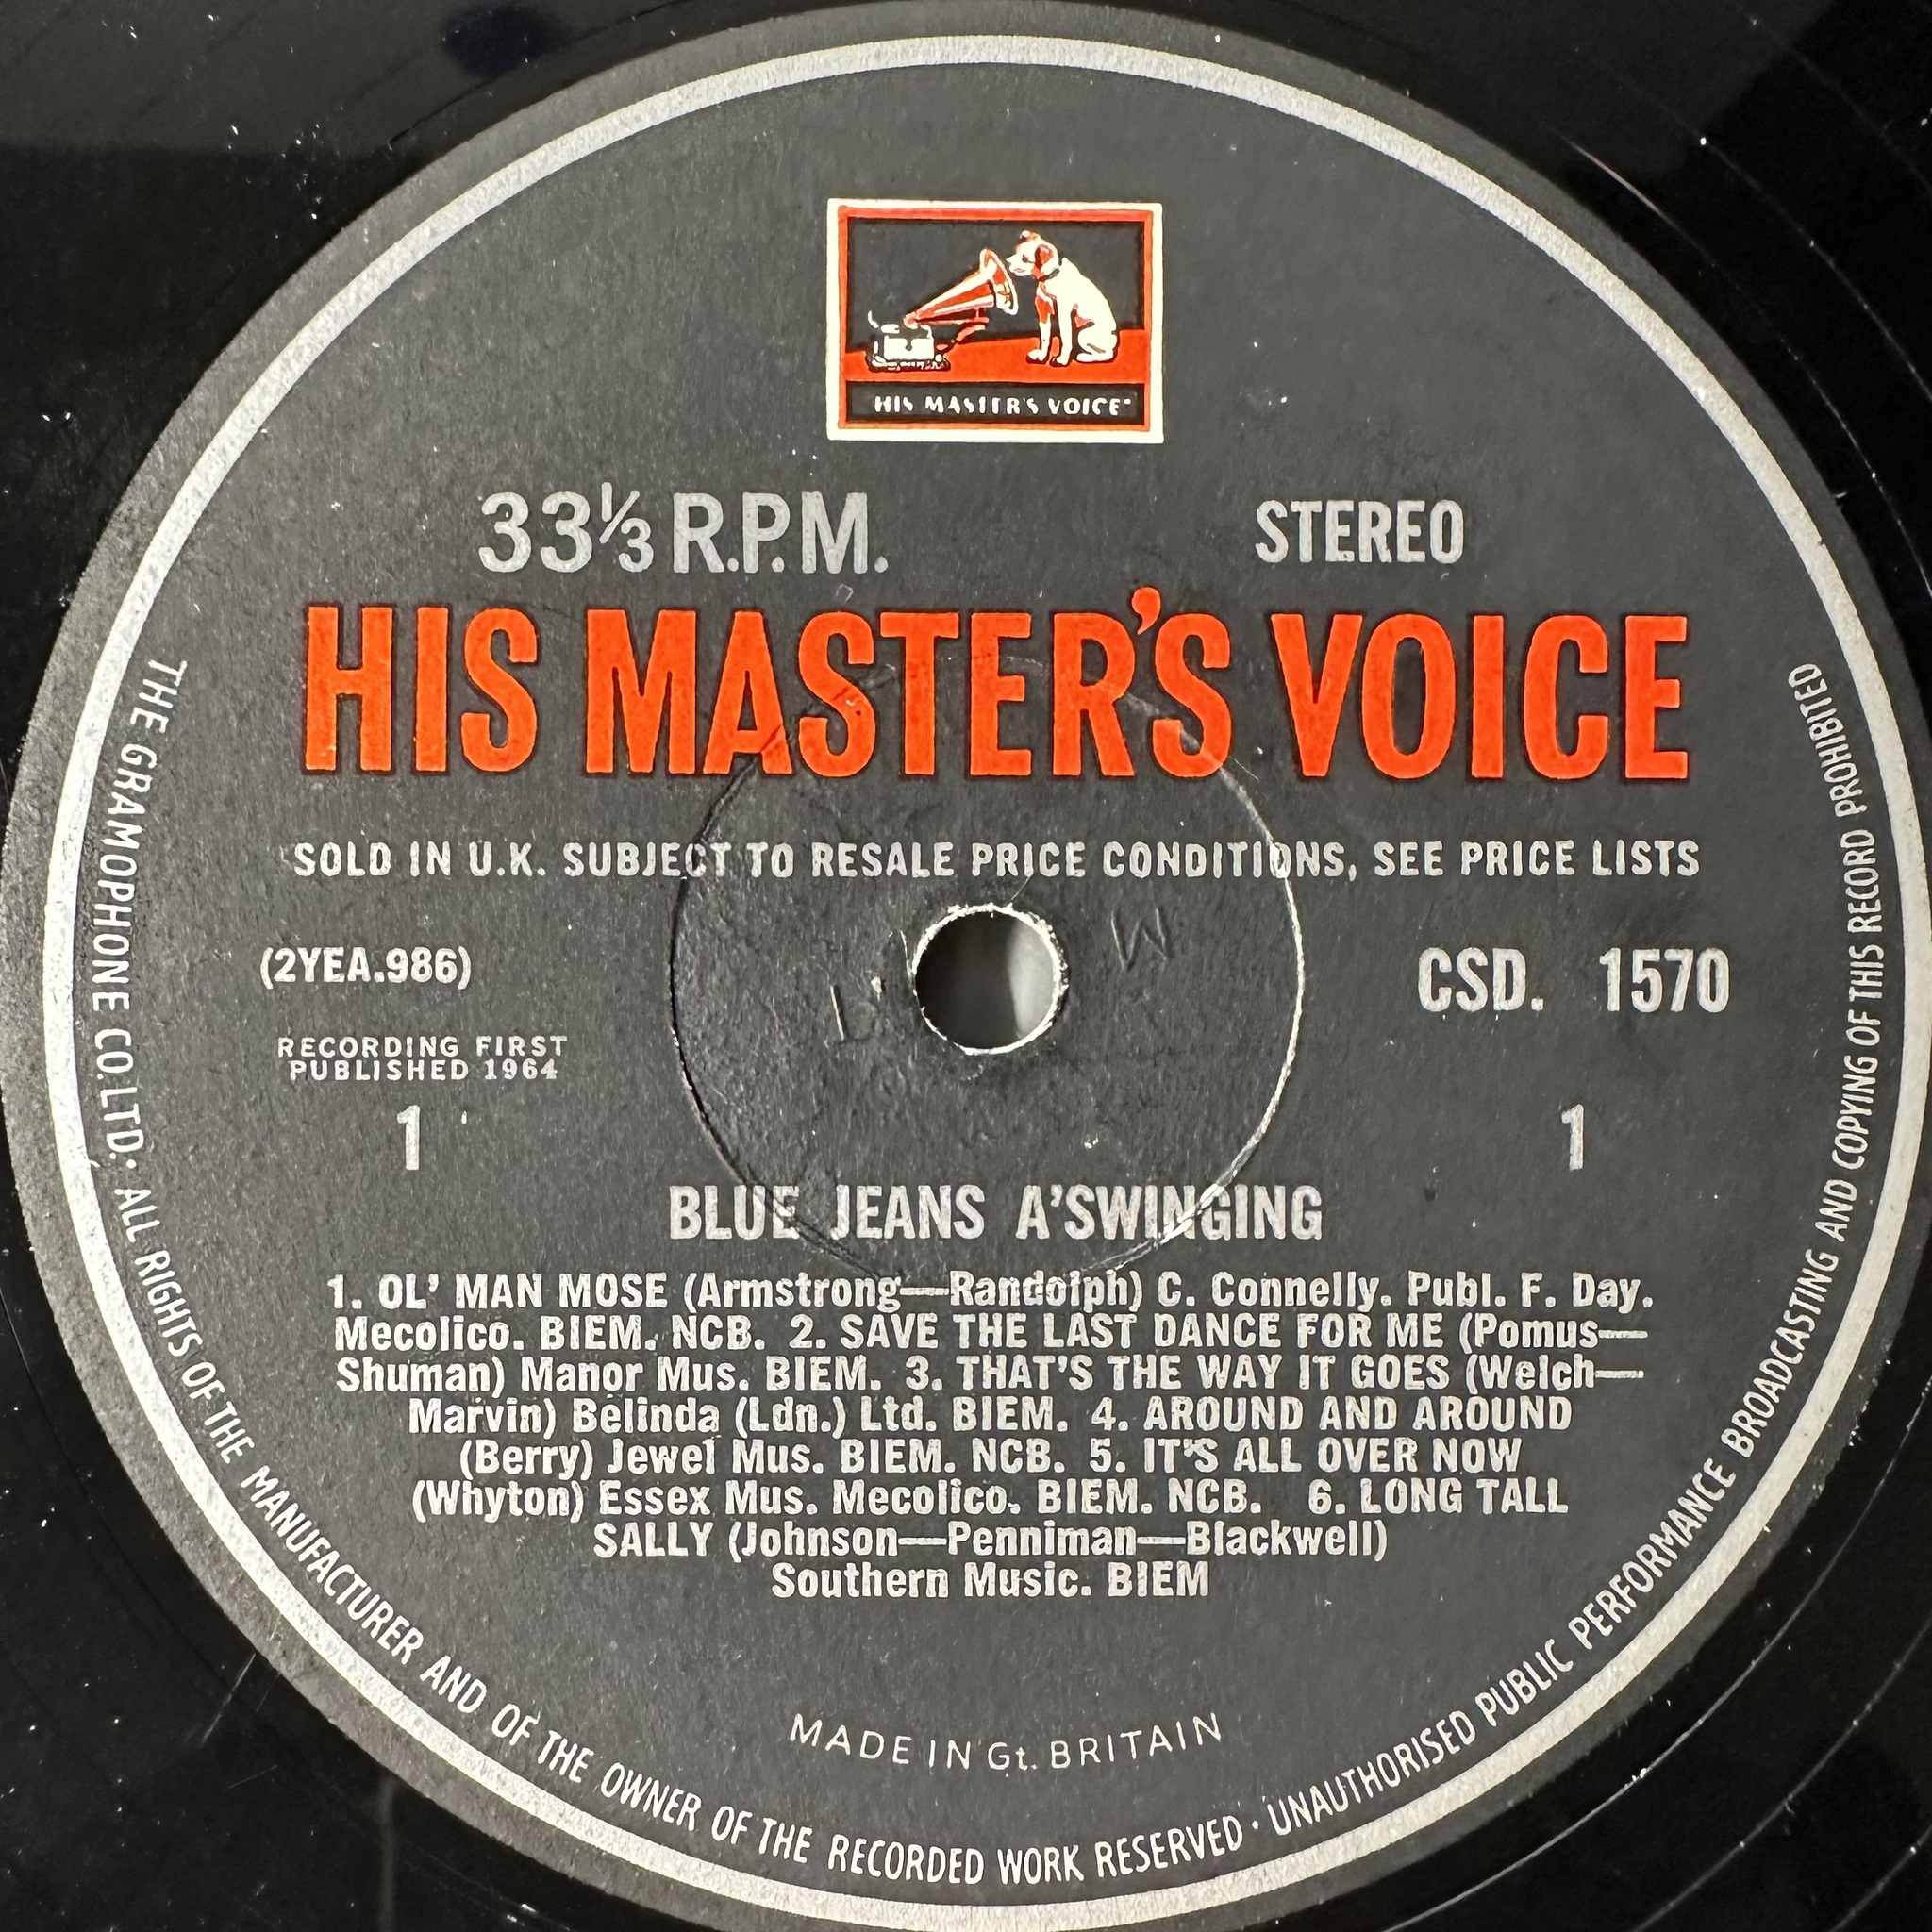 "HIS MASTER'S VOICE"
33⅓ R.P.M. STEREO
HIS MASTER'S VOICE
SOLD IN U.K. SUBJECT TO RESALE PRICE CONDITIONS, SEE PRICE LISTS
(2YEA.986) CSD. 1570
RECORDING FIRST
PUBLISHED 1964
1 1
BLUE JEANS A'SWINGING
1. OL' MAN MOSE (Armstrong—Randolph) C. Connelly. Publ. F. Day.
Mecolico. BIEM. NCB. 2. SAVE THE LAST DANCE FOR ME (Pomus—
Shuman) Manor Mus. BIEM. 3. THAT'S THE WAY IT GOES (Welch—
Marvin) Belinda (Ldn.) Ltd. BIEM. 4. AROUND AND AROUND
(Berry) Jewel Mus. BIEM. NCB. 5. IT'S ALL OVER NOW
(Whyton) Essex Mus. Mecolico. BIEM. NCB. 6. LONG TALL
SALLY (Johnson—Penniman—Blackwell)
Southern Music. BIEM
MADE IN Gt. BRITAIN
THE GRAMOPHONE CO. LTD. · ALL RIGHTS OF THE MANUFACTURER AND OF THE OWNER OF THE RECORDED WORK RESERVED · UNAUTHORISED PUBLIC PERFORMANCE BROADCASTING AND COPYING OF THIS RECORD PROHIBITED